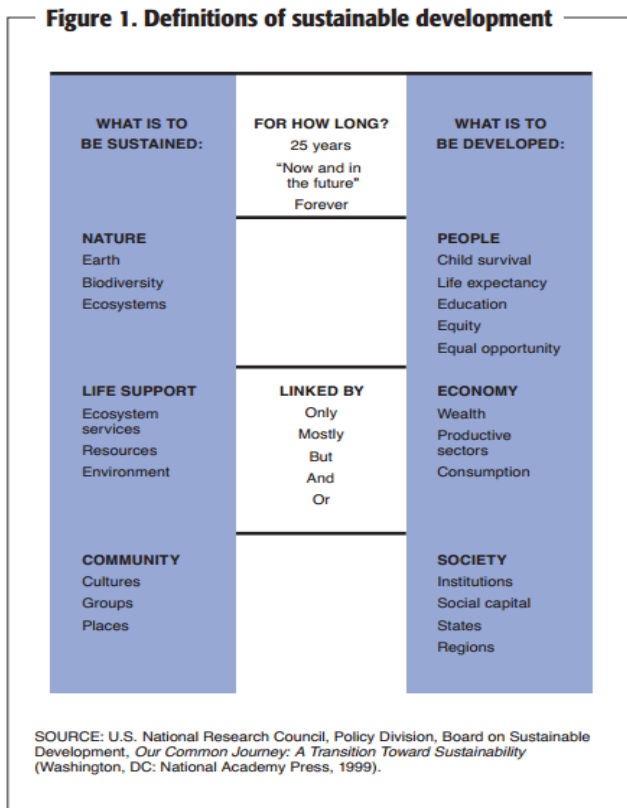 Figure 1. Definitions of sustainable development
WHAT IS TO
BE SUSTAINED:
FOR HOW LONG?
25 years
“Now and in
the future"
Forever
WHAT IS TO
BE DEVELOPED:
NATURE
Earth
Biodiversity
Ecosystems
PEOPLE
Child survival
Life expectancy
Education
Equity
Equal opportunity
LIFE SUPPORT
Ecosystem
services
Resources
Environment
LINKED BY
Only
Mostly
But
And
Or
ECONOMY
Wealth
Productive
sectors
Consumption
COMMUNITY
Cultures
Groups
Places
SOCIETY
Institutions
Social capital
States
Regions
SOURCE: U.S. National Research Council, Policy Division, Board on Sustainable
Development, Our Common Journey: A Transition Toward Sustainability
(Washington, DC: National Academy Press, 1999).